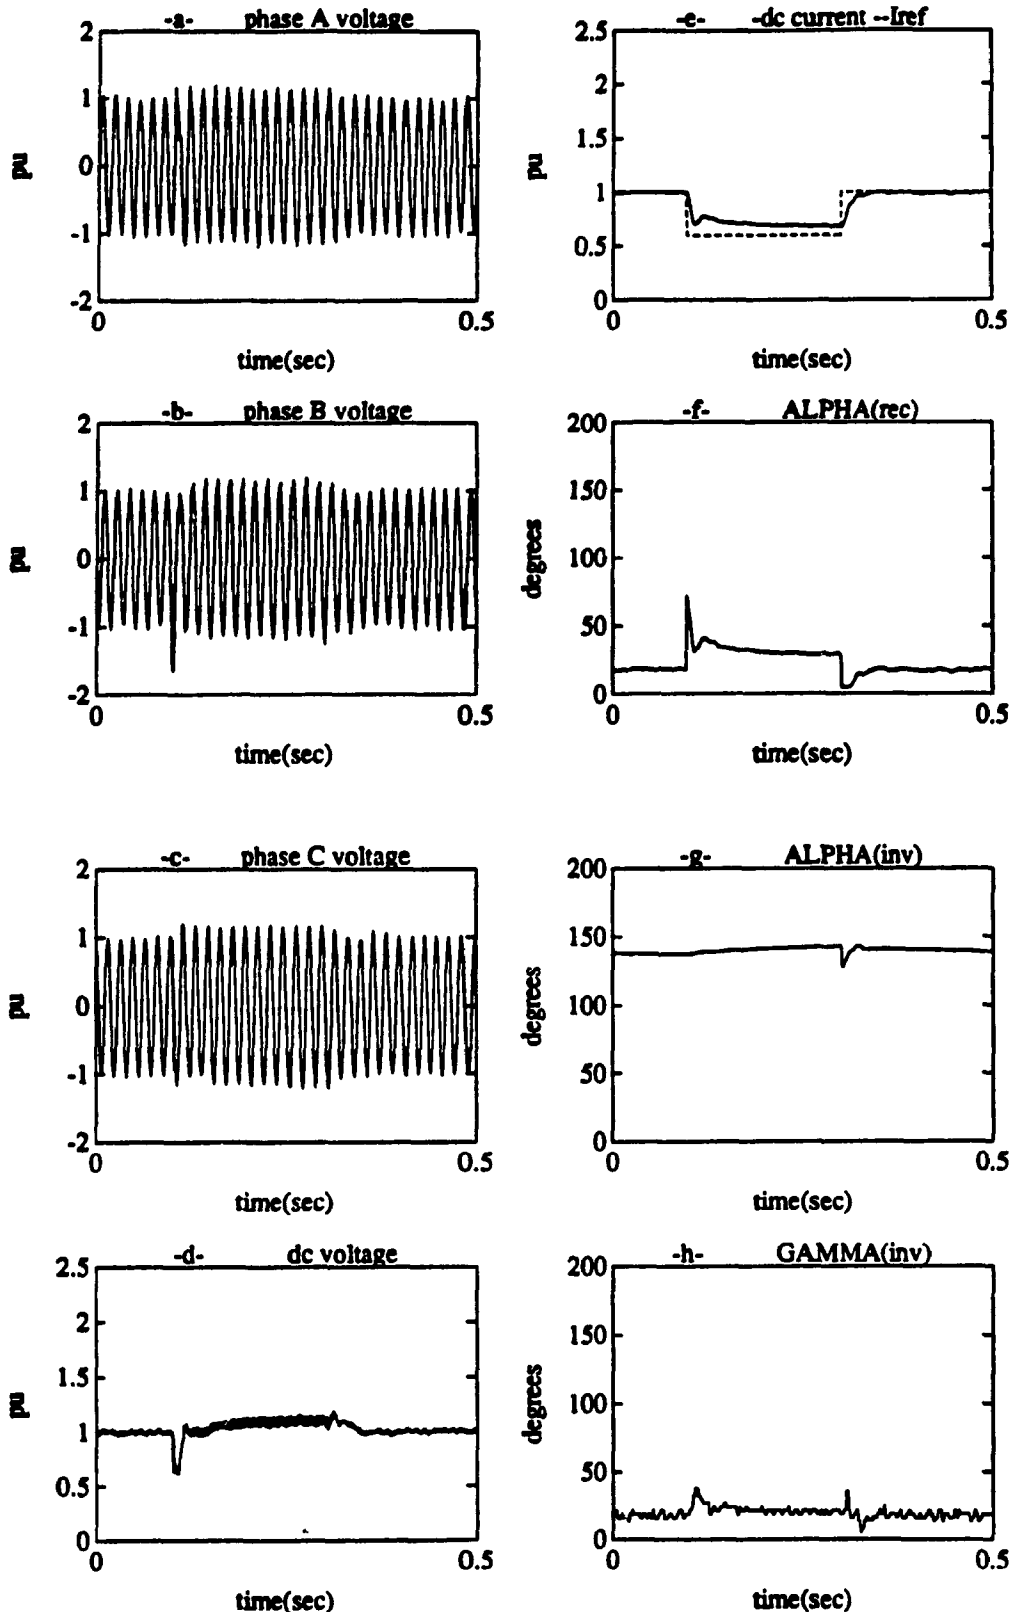 -a- phase A voltage
2
1
0
-1
-2
pu
0 0.5
time(sec)
-e- -dc current --Iref
2.5
2
1.5
1
0.5
0
pu
0 0.5
time(sec)
-b- phase B voltage
2
1
0
-1
-2
pu
0 0.5
time(sec)
-f- ALPHA(rec)
200
150
100
50
0
degrees
0 0.5
time(sec)
-c- phase C voltage
2
1
0
-1
-2
pu
0 0.5
time(sec)
-g- ALPHA(inv)
200
150
100
50
0
degrees
0 0.5
time(sec)
-d- dc voltage
2.5
2
1.5
1
0.5
0
pu
0 0.5
time(sec)
-h- GAMMA(inv)
200
150
100
50
0
degrees
0 0.5
time(sec)